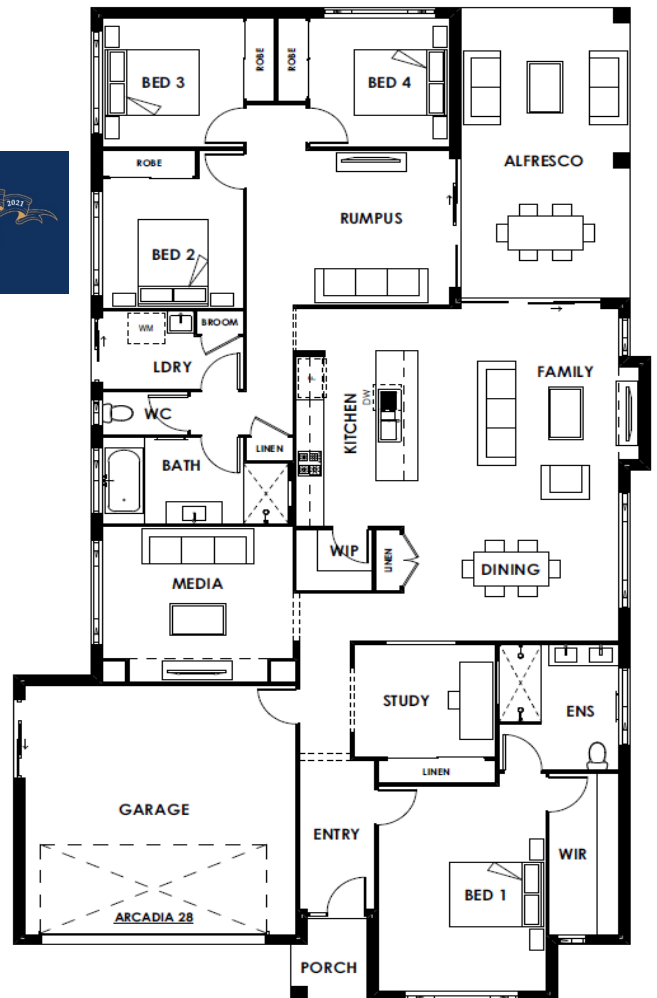 BED 3
ROBE
ROBE
BED 4
ALFRESCO
ROBE
RUMPUS
2021
BED 2
WM
BROOM
LDRY
FAMILY
WC
KITCHEN
DW
LINEN
BATH
WIP
LINEN
DINING
MEDIA
STUDY
ENS
LINEN
GARAGE
ENTRY
WIR
BED 1
ARCADIA 28
PORCH